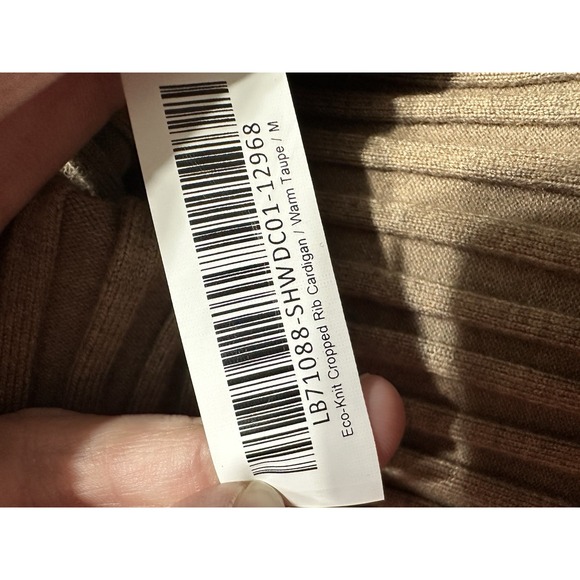 LB71088-SHWDC01-12968
Eco-Knit Cropped Rib Cardigan / Warm Taupe / M